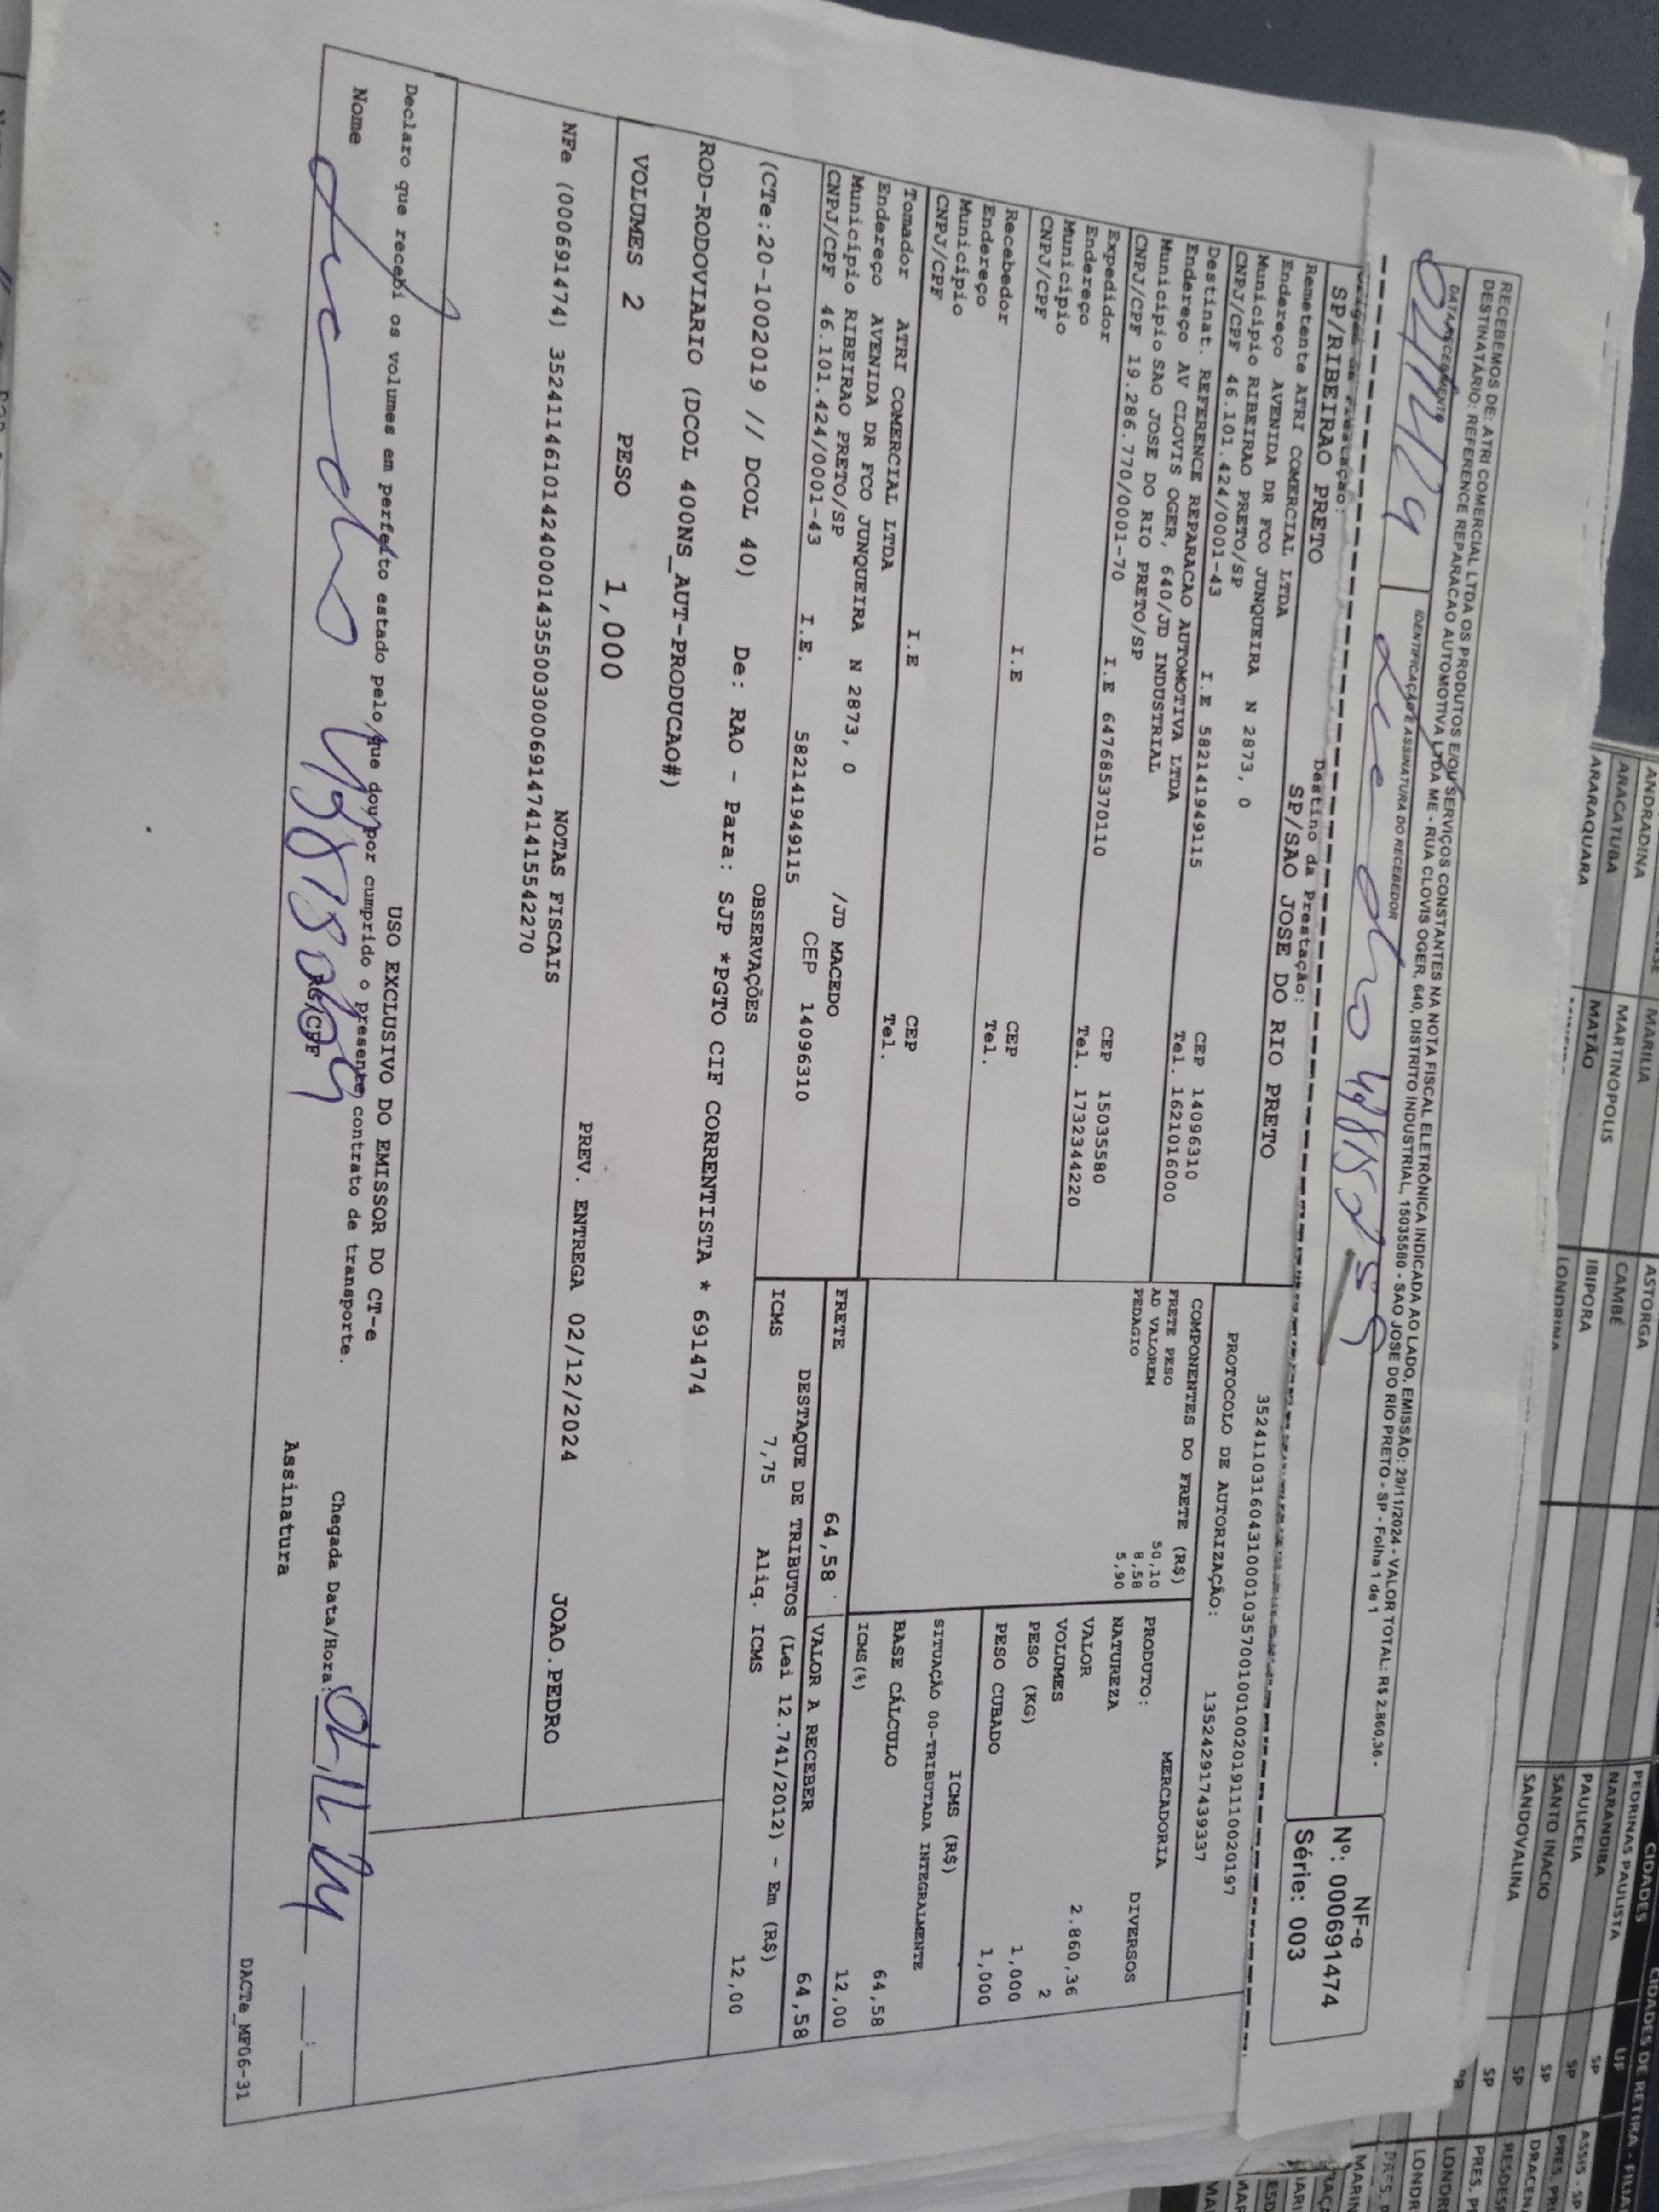 RECEBEMOS DE: ATRI COMERCIAL LTDA OS PRODUTOS E/OU SERVIÇOS CONSTANTES NA NOTA FISCAL ELETRÔNICA INDICADA AO LADO. EMISSÃO: 29/11/2024 - VALOR TOTAL: R$ 2.860,36 -
DESTINATÁRIO: REFERENCE REPARACAO AUTOMOTIVA LTDA ME - RUA CLOVIS OGER, 640, DISTRITO INDUSTRIAL, 15035580 - SAO JOSE DO RIO PRETO - SP - Folha 1 de 1
DATA RECEBIMENTO
IDENTIFICAÇÃO E ASSINATURA DO RECEBEDOR
NF-e
Nº: 000691474
Série: 003
SP/RIBEIRAO PRETO
Destino da Prestação:
SP/SAO JOSE DO RIO PRETO
Remetente ATRI COMERCIAL LTDA
Endereço AVENIDA DR FCO JUNQUEIRA N 2873, 0
Município RIBEIRAO PRETO/SP CEP 14096310
CNPJ/CPF 46.101.424/0001-43 I.E 582141949115 Tel. 1621016000
Destinat. REFERENCE REPARACAO AUTOMOTIVA LTDA
Endereço AV CLOVIS OGER, 640/JD INDUSTRIAL
Município SAO JOSE DO RIO PRETO/SP CEP 15035580
CNPJ/CPF 19.286.770/0001-70 I.E 647685370110 Tel. 1732344220
Expedidor
Endereço
Município CEP
CNPJ/CPF I.E Tel.
Recebedor
Endereço
Município CEP
CNPJ/CPF I.E Tel.
Tomador ATRI COMERCIAL LTDA
Endereço AVENIDA DR FCO JUNQUEIRA N 2873, 0 /JD MACEDO
Município RIBEIRAO PRETO/SP CEP 14096310
CNPJ/CPF 46.101.424/0001-43 I.E. 582141949115
35241103160431000103570010010020191110020197
PROTOCOLO DE AUTORIZAÇÃO: 135242917439337
COMPONENTES DO FRETE (R$)
FRETE PESO 50,10
AD VALOREM 8,58
PEDAGIO 5,90
PRODUTO: MERCADORIA
NATUREZA DIVERSOS
VALOR 2.860,36
VOLUMES 2
PESO (KG) 1,000
PESO CUBADO 1,000
ICMS (R$)
SITUAÇÃO 00-TRIBUTADA INTEGRALMENTE
BASE CÁLCULO 64,58
ICMS(%) 12,00
FRETE 64,58
VALOR A RECEBER 64,58
DESTAQUE DE TRIBUTOS (Lei 12.741/2012) - Em (R$)
ICMS 7,75 Aliq. ICMS 12,00
OBSERVAÇÕES
(CTe:20-1002019 // DCOL 40) De: RAO - Para: SJP *PGTO CIF CORRENTISTA * 691474
ROD-RODOVIARIO (DCOL 400NS_AUT-PRODUCAO#)
VOLUMES 2 PESO 1,000 PREV. ENTREGA 02/12/2024 JOAO.PEDRO
NOTAS FISCAIS
NFe (000691474) 35241146101424000143550030006914741415542270
USO EXCLUSIVO DO EMISSOR DO CT-e
Declaro que recebi os volumes em perfeito estado pelo que dou por cumprido o presente contrato de transporte.
Nome
RG/CPF
Assinatura
Chegada Data/Hora:
DACTe_MF06-31
ANDRADINA
ARACATUBA
ARARAQUARA
MARILIA
MARTINOPOLIS
MATÃO
ASTORGA
CAMBÉ
IBIPORA
LONDRINA
CIDADES
PEDRINAS PAULISTA
NARANDIBA
PAULICEIA
SANTO INACIO
SANDOVALINA
CIDADES DE RETIRA
UF
SP
SP
SP
SP
SP